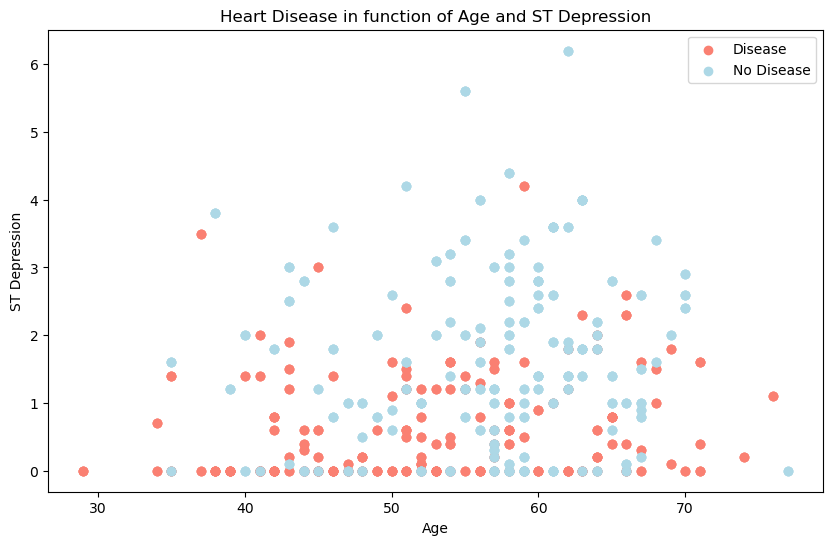 Heart Disease in function of Age and ST Depression
Disease
No Disease
ST Depression
6
5
4
3
2
1
0
30 40 50 60 70
Age